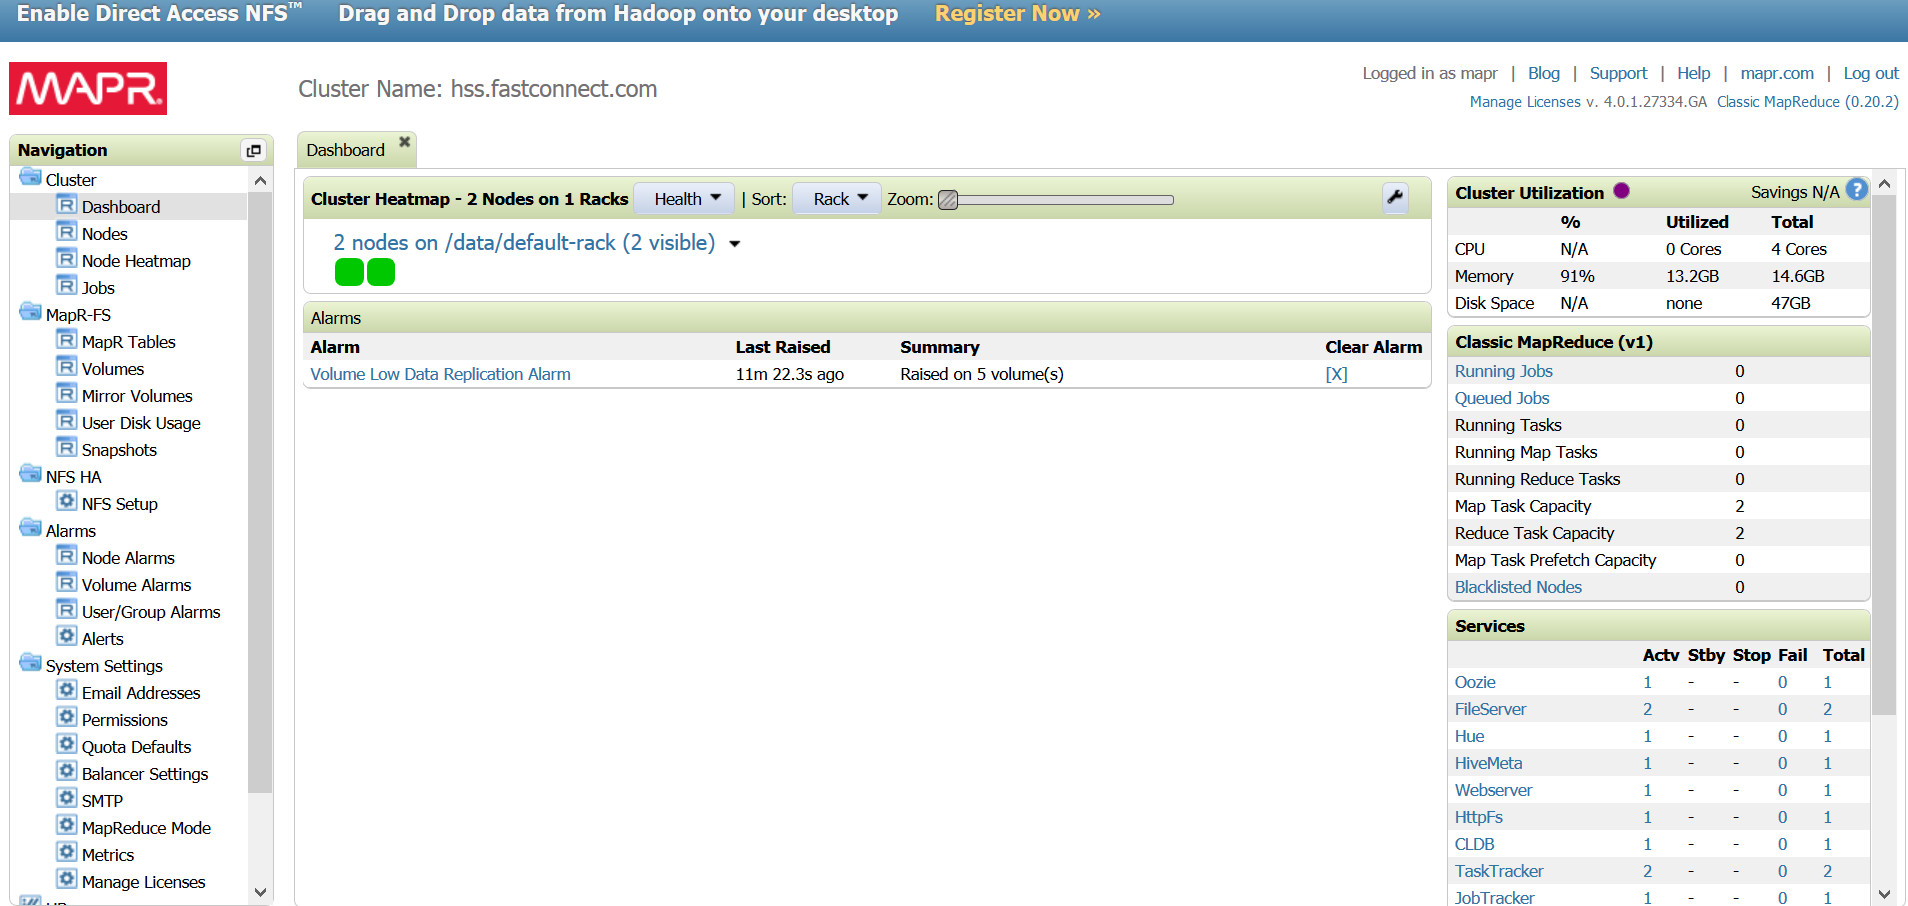 Enable Direct Access NFS™ Drag and Drop data from Hadoop onto your desktop Register Now »
MAPR.
Cluster Name: hss.fastconnect.com
Logged in as mapr | Blog | Support | Help | mapr.com | Log out
Manage Licenses v. 4.0.1.27334.GA Classic MapReduce (0.20.2)
Navigation
Cluster
Dashboard
Nodes
Node Heatmap
Jobs
MapR-FS
MapR Tables
Volumes
Mirror Volumes
User Disk Usage
Snapshots
NFS HA
NFS Setup
Alarms
Node Alarms
Volume Alarms
User/Group Alarms
Alerts
System Settings
Email Addresses
Permissions
Quota Defaults
Balancer Settings
SMTP
MapReduce Mode
Metrics
Manage Licenses
Dashboard
Cluster Heatmap - 2 Nodes on 1 Racks Health | Sort: Rack Zoom:
2 nodes on /data/default-rack (2 visible)
Alarms
Alarm Last Raised Summary Clear Alarm
Volume Low Data Replication Alarm 11m 22.3s ago Raised on 5 volume(s) [X]
Cluster Utilization Savings N/A ?
% Utilized Total
CPU N/A 0 Cores 4 Cores
Memory 91% 13.2GB 14.6GB
Disk Space N/A none 47GB
Classic MapReduce (v1)
Running Jobs 0
Queued Jobs 0
Running Tasks 0
Running Map Tasks 0
Running Reduce Tasks 0
Map Task Capacity 2
Reduce Task Capacity 2
Map Task Prefetch Capacity 0
Blacklisted Nodes 0
Services
Actv Stby Stop Fail Total
Oozie 1 - - 0 1
FileServer 2 - - 0 2
Hue 1 - - 0 1
HiveMeta 1 - - 0 1
Webserver 1 - - 0 1
HttpFs 1 - - 0 1
CLDB 1 - - 0 1
TaskTracker 2 - - 0 2
JobTracker 1 - - 0 1